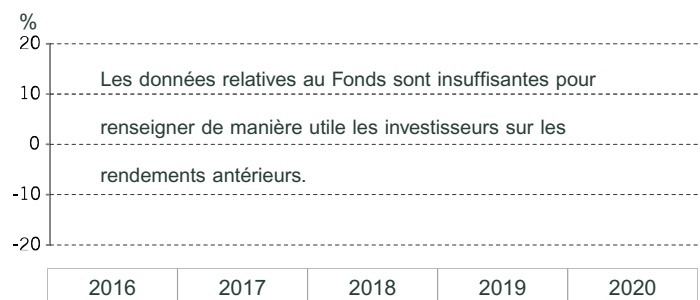 %
20
Les données relatives au Fonds sont insuffisantes pour
10
renseigner de manière utile les investisseurs sur les
0
rendements antérieurs.
-10
-20
2016 2017 2018 2019 2020